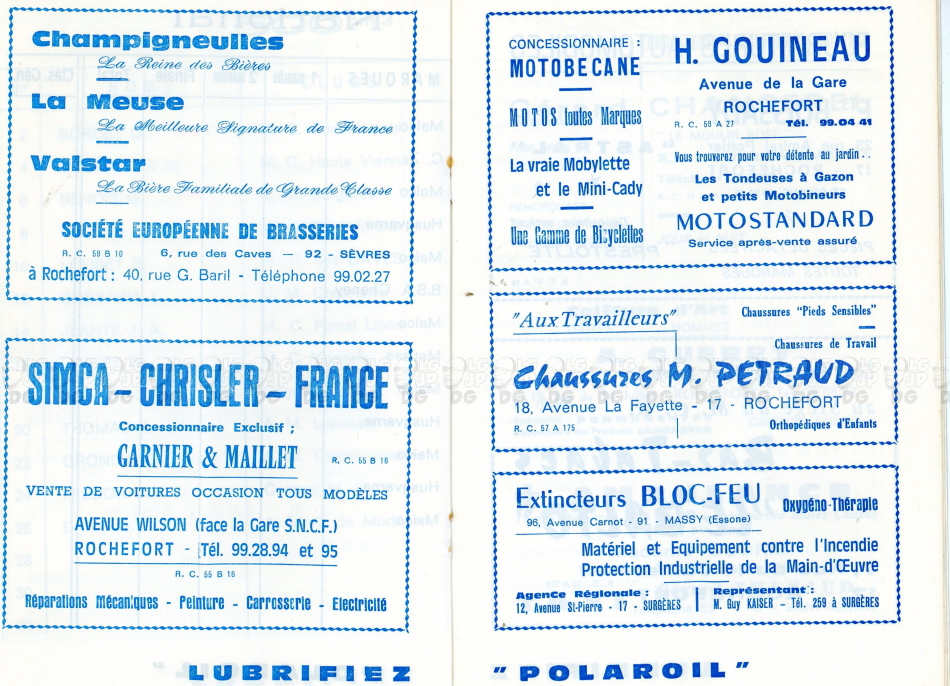 Champigneulles
La Reine des Bières
La Meuse
La Meilleure Signature de France
Valstar
La Bière Familiale de Grande Classe
SOCIÉTÉ EUROPÉENNE DE BRASSERIES
R. C. 59 B 10 6, rue des Caves — 92 - SÈVRES
à Rochefort : 40, rue G. Baril - Téléphone 99.02.27
SIMCA - CHRISLER - FRANCE
Concessionnaire Exclusif :
GARNIER & MAILLET R. C. 55 B 16
VENTE DE VOITURES OCCASION TOUS MODÈLES
AVENUE WILSON (face la Gare S.N.C.F.)
ROCHEFORT - Tél. 99.28.94 et 95
R. C. 55 B 16
Réparations Mécaniques - Peinture - Carrosserie - Electricité
LUBRIFIEZ
CONCESSIONNAIRE :
MOTOBECANE
MOTOS toutes Marques
La vraie Mobylette
et le Mini-Cady
Une Gamme de Bicyclettes
H. GOUINEAU
Avenue de la Gare
ROCHEFORT
R. C. 58 A 27 Tél. 99.04 41
Vous trouverez pour votre détente au jardin . .
Les Tondeuses à Gazon
et petits Motobineurs
MOTOSTANDARD
Service après-vente assuré
"Aux Travailleurs"
Chaussures "Pieds Sensibles"
Chaussures de Travail
Chaussures M. PETRAUD
18, Avenue La Fayette - 17 - ROCHEFORT
R. C. 57 A 175
Orthopédiques d'Enfants
Extincteurs BLOC-FEU Oxygéno-Thérapie
96, Avenue Carnot - 91 - MASSY (Essone)
Matériel et Equipement contre l'Incendie
Protection Industrielle de la Main-d'Œuvre
Agence Régionale :
12, Avenue St-Pierre - 17 - SURGÈRES
Représentant :
M. Guy KAISER - Tél. 259 à SURGÈRES
"POLAROIL"